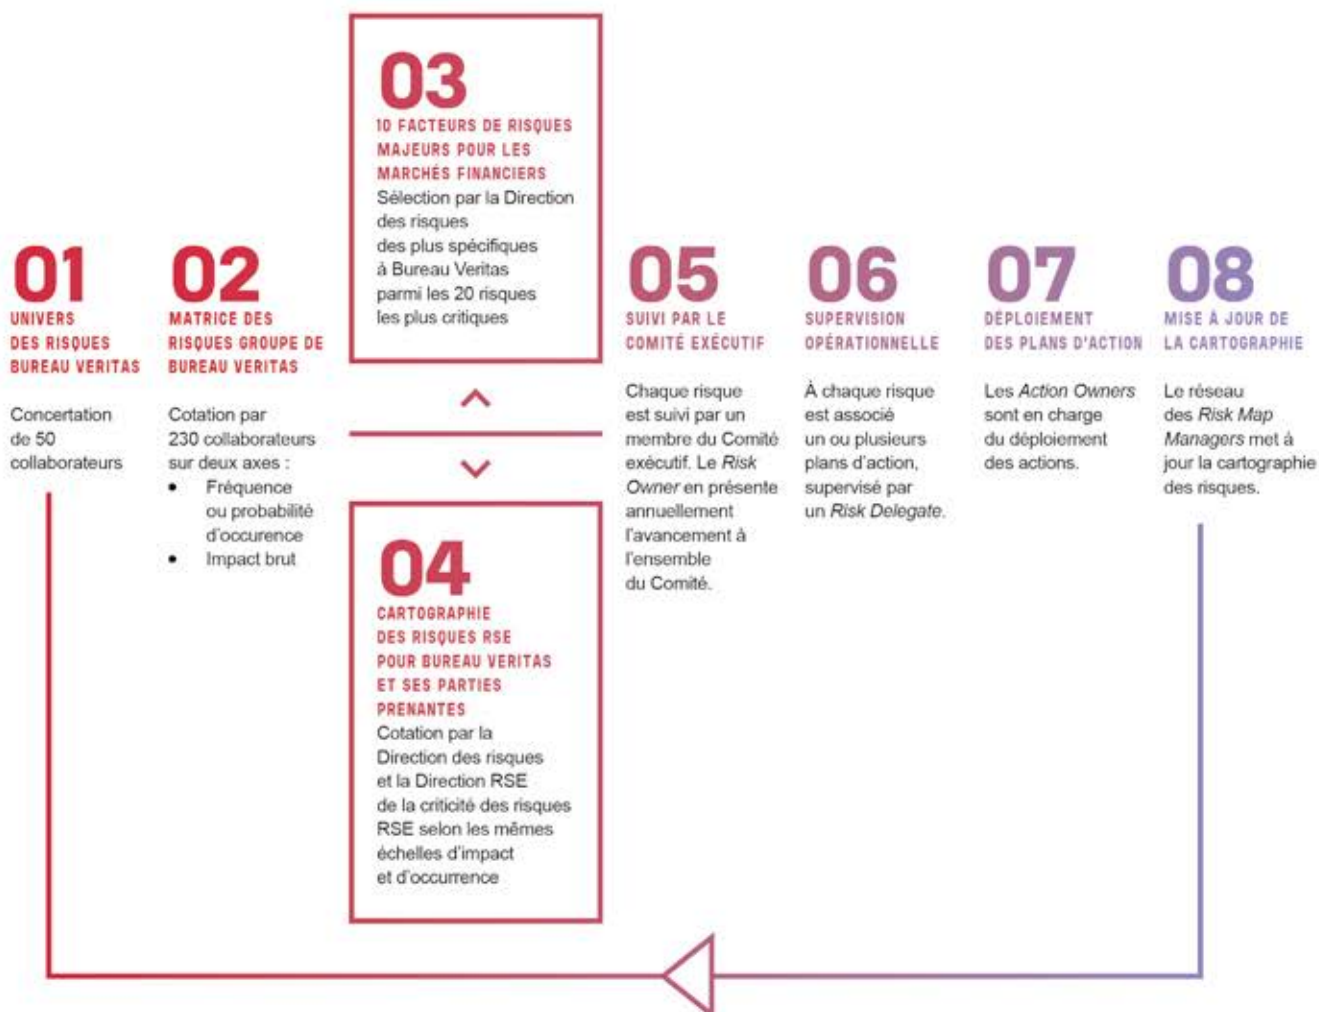 01
UNIVERS
DES RISQUES
BUREAU VERITAS
Concertation
de 50
collaborateurs
02
MATRICE DES
RISQUES GROUPE DE
BUREAU VERITAS
Cotation par
230 collaborateurs
sur deux axes :
• Fréquence
ou probabilité
d'occurence
• Impact brut
03
10 FACTEURS DE RISQUES
MAJEURS POUR LES
MARCHÉS FINANCIERS
Sélection par la Direction
des risques
des plus spécifiques
à Bureau Veritas
parmi les 20 risques
les plus critiques
04
CARTOGRAPHIE
DES RISQUES RSE
POUR BUREAU VERITAS
ET SES PARTIES
PRENANTES
Cotation par la
Direction des risques
et la Direction RSE
de la criticité des risques
RSE selon les mêmes
échelles d'impact
et d'occurrence
05
SUIVI PAR LE
COMITÉ EXÉCUTIF
Chaque risque
est suivi par un
membre du Comité
exécutif. Le Risk
Owner en présente
annuellement
l'avancement à
l'ensemble
du Comité.
06
SUPERVISION
OPÉRATIONNELLE
À chaque risque
est associé
un ou plusieurs
plans d'action,
supervisé par
un Risk Delegate.
07
DÉPLOIEMENT
DES PLANS D'ACTION
Les Action Owners
sont en charge
du déploiement
des actions.
08
MISE À JOUR DE
LA CARTOGRAPHIE
Le réseau
des Risk Map
Managers met à
jour la cartographie
des risques.